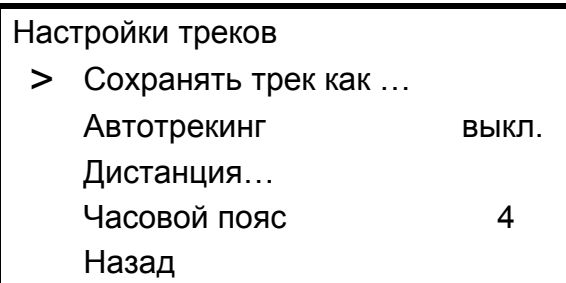 Настройки треков
> Сохранять трек как …
Автотрекинг выкл.
Дистанция…
Часовой пояс 4
Назад